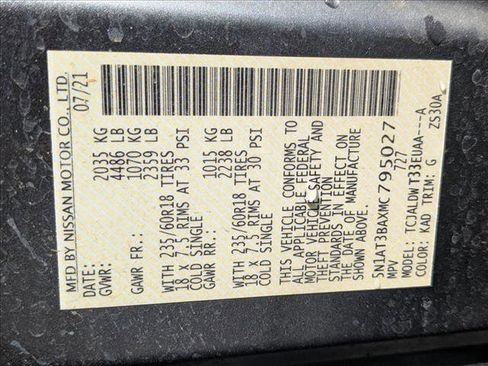 MFD BY NISSAN MOTOR CO., LTD.
DATE: 07/21
GVWR: 2035 KG
4486 LB
GAWR FR.: 1070 KG
2359 LB
WITH 235/60R18 TIRES
18 X 7.5 RIMS AT 33 PSI
COLD SINGLE
GAWR RR.: 1015 KG
2238 LB
WITH 235/60R18 TIRES
18 X 7.5 RIMS AT 30 PSI
COLD SINGLE
THIS VEHICLE CONFORMS TO
ALL APPLICABLE FEDERAL
MOTOR VEHICLE SAFETY AND
THEFT PREVENTION
STANDARDS IN EFFECT ON
THE DATE OF MANUFACTURE
SHOWN ABOVE.
5N1AT3BAXMC795027
MPV 727
MODEL: TCJALDWT33EUAA---A
COLOR: KAD TRIM: G ZS30A